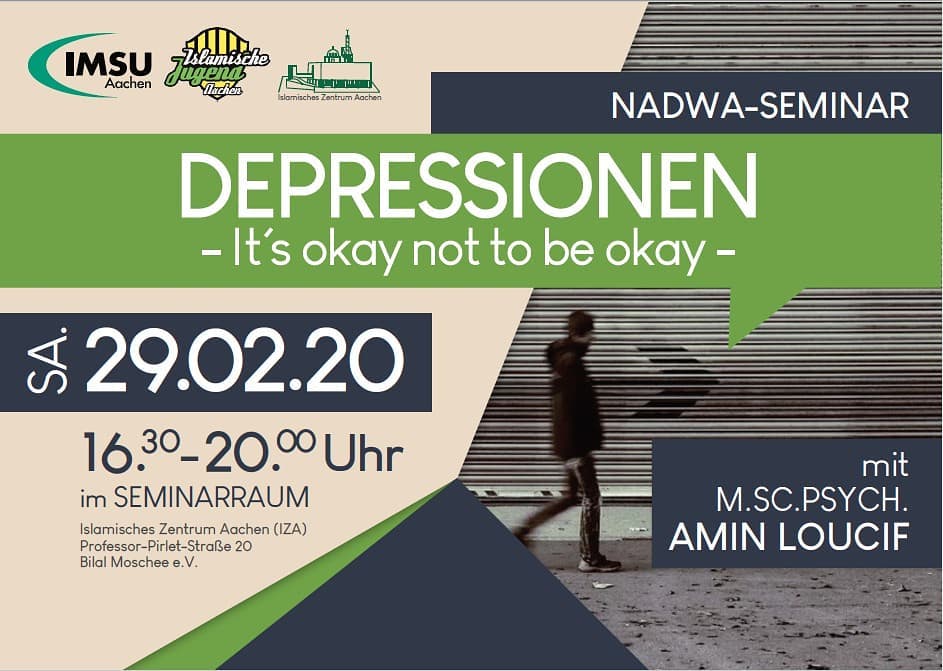 IMSU
Aachen
Islamische
Jugend
Aachen
Islamisches Zentrum Aachen
NADWA-SEMINAR
DEPRESSIONEN
- It´s okay not to be okay -
SA. 29.02.20
16.30-20.00 Uhr
im SEMINARRAUM
Islamisches Zentrum Aachen (IZA)
Professor-Pirlet-Straße 20
Bilal Moschee e.V.
mit
M.SC.PSYCH.
AMIN LOUCIF